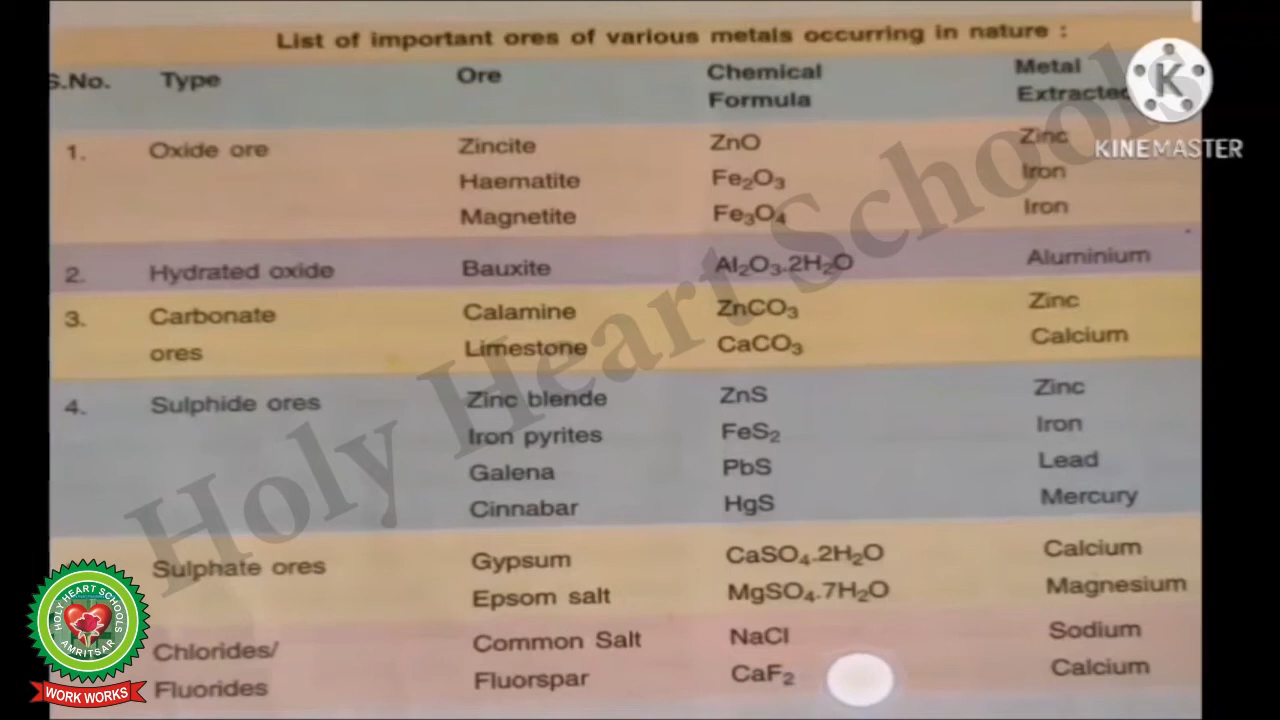 List of important ores of various metals occurring in nature :
S.No. Type Ore Chemical Formula Metal Extracted
1. Oxide ore Zincite ZnO Zinc
Haematite Fe₂O₃ Iron
Magnetite Fe₃O₄ Iron
2. Hydrated oxide Bauxite Al₂O₃.2H₂O Aluminium
3. Carbonate ores Calamine ZnCO₃ Zinc
Limestone CaCO₃ Calcium
4. Sulphide ores Zinc blende ZnS Zinc
Iron pyrites FeS₂ Iron
Galena PbS Lead
Cinnabar HgS Mercury
Sulphate ores Gypsum CaSO₄.2H₂O Calcium
Epsom salt MgSO₄.7H₂O Magnesium
Chlorides/ Common Salt NaCl Sodium
Fluorides Fluorspar CaF₂ Calcium
Holy Heart Schools
K
KINEMASTER
HOLY HEART SCHOOLS
AMRITSAR
WORK WORKS